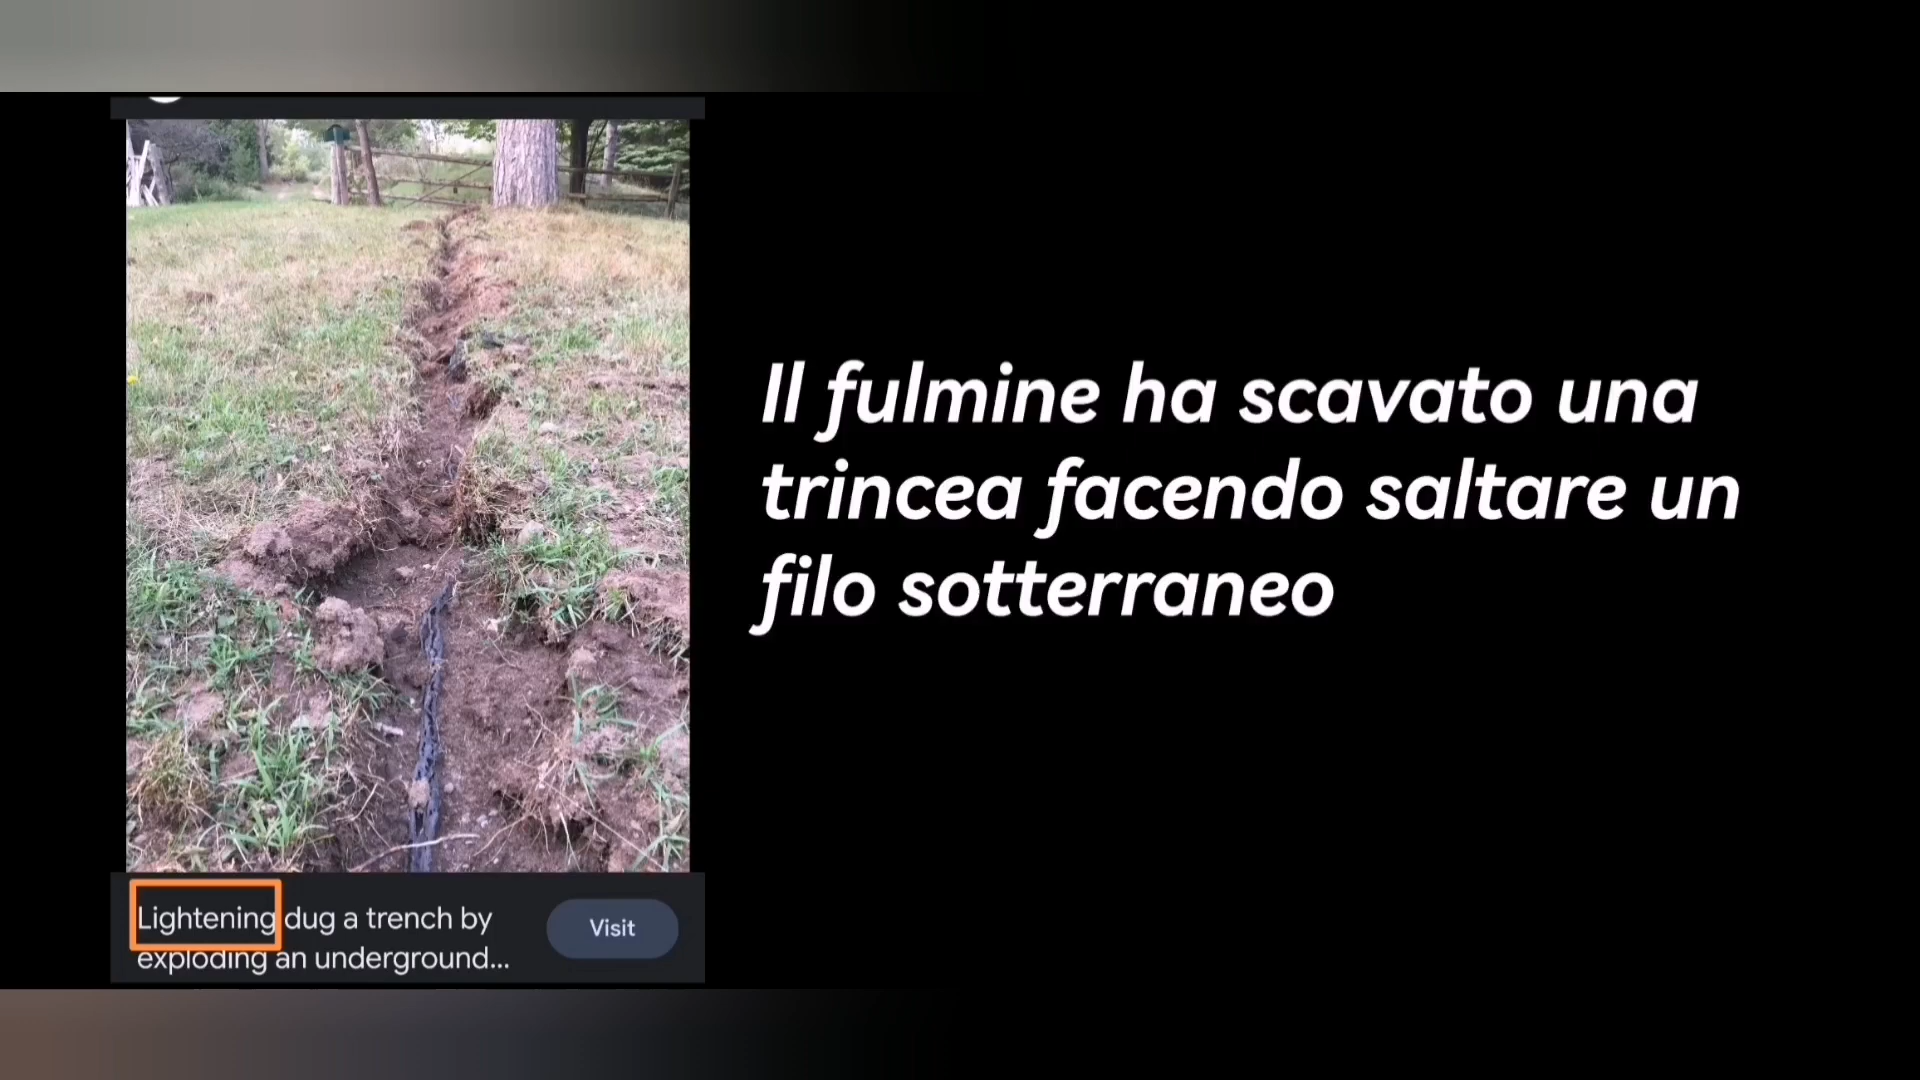 Il fulmine ha scavato una
trincea facendo saltare un
filo sotterraneo
Lightening dug a trench by
exploding an underground...
Visit